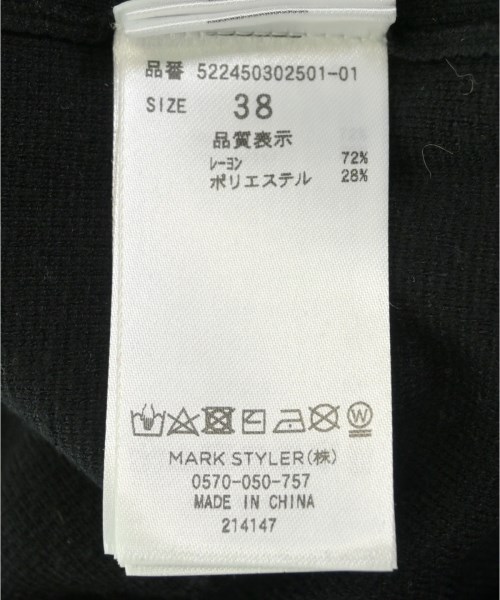 品番 522450302501-01
SIZE 38
品質表示
レーヨン 72%
ポリエステル 28%
W
MARK STYLER(株)
0570-050-757
MADE IN CHINA
214147